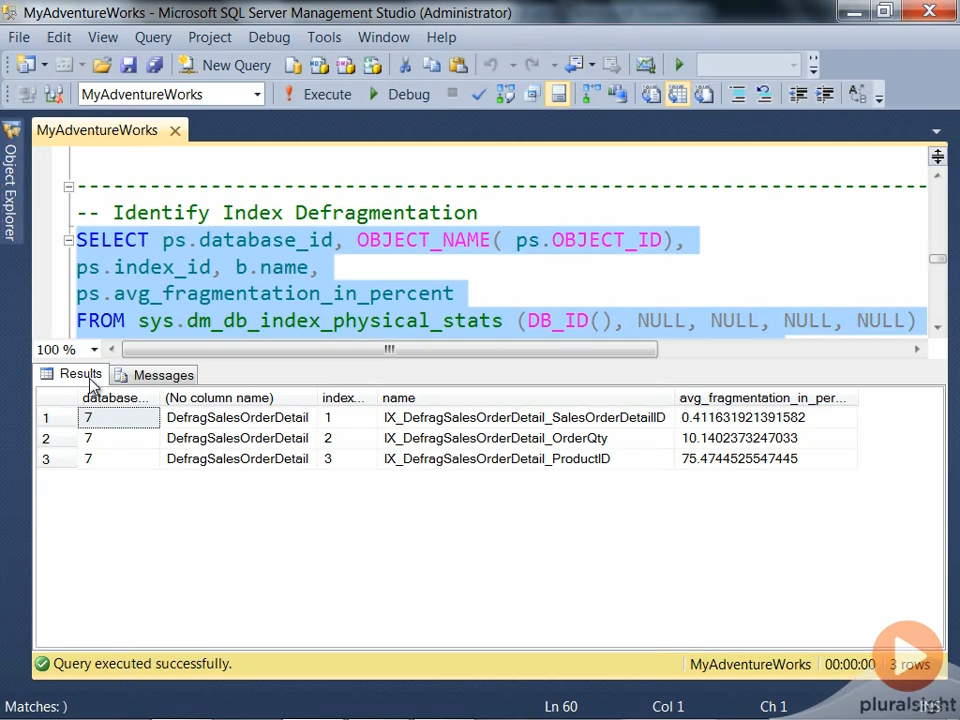 MyAdventureWorks - Microsoft SQL Server Management Studio (Administrator)
File Edit View Query Project Debug Tools Window Help
New Query
MyAdventureWorks Execute Debug
MyAdventureWorks
Object Explorer
-- Identify Index Defragmentation
SELECT ps.database_id, OBJECT_NAME( ps.OBJECT_ID),
ps.index_id, b.name,
ps.avg_fragmentation_in_percent
FROM sys.dm_db_index_physical_stats (DB_ID(), NULL, NULL, NULL, NULL)
100 %
Results Messages
database... (No column name) index... name avg_fragmentation_in_per...
1 7 DefragSalesOrderDetail 1 IX_DefragSalesOrderDetail_SalesOrderDetailID 0.411631921391582
2 7 DefragSalesOrderDetail 2 IX_DefragSalesOrderDetail_OrderQty 10.1402373247033
3 7 DefragSalesOrderDetail 3 IX_DefragSalesOrderDetail_ProductID 75.4744525547445
Query executed successfully. MyAdventureWorks 00:00:00 3 rows
Matches: ) Ln 60 Col 1 Ch 1 INS
pluralsight